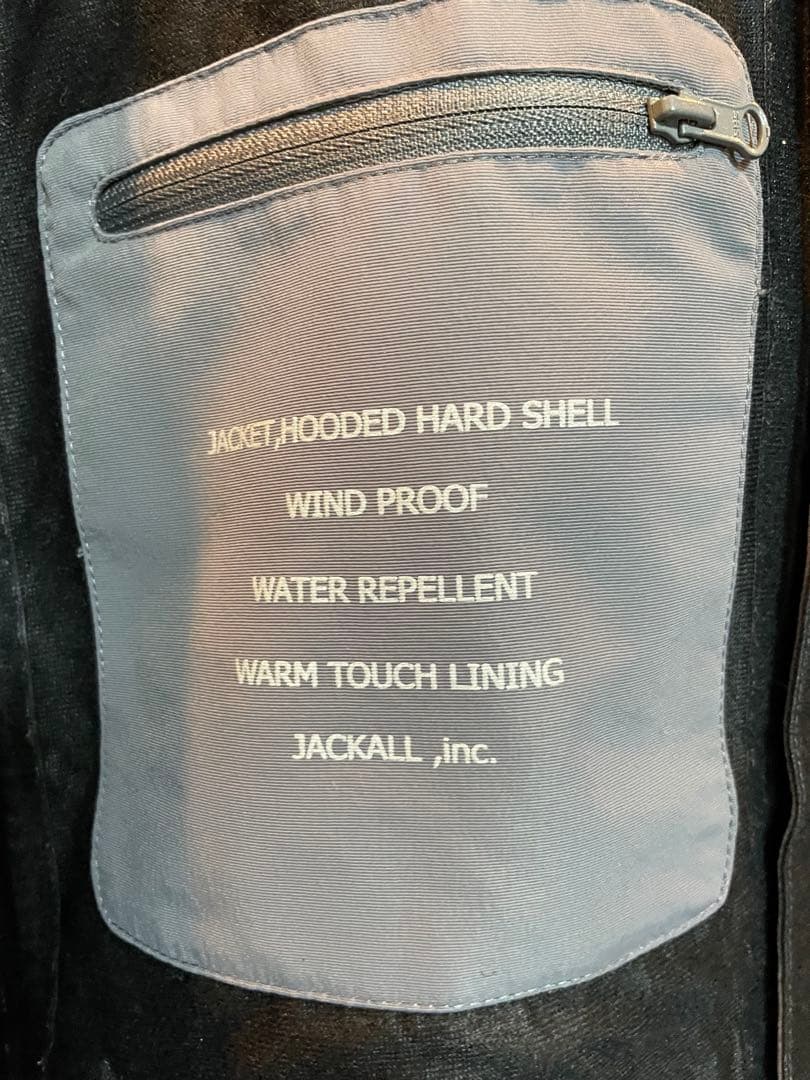 JACKET,HOODED HARD SHELL
WIND PROOF
WATER REPELLENT
WARM TOUCH LINING
JACKALL ,inc.